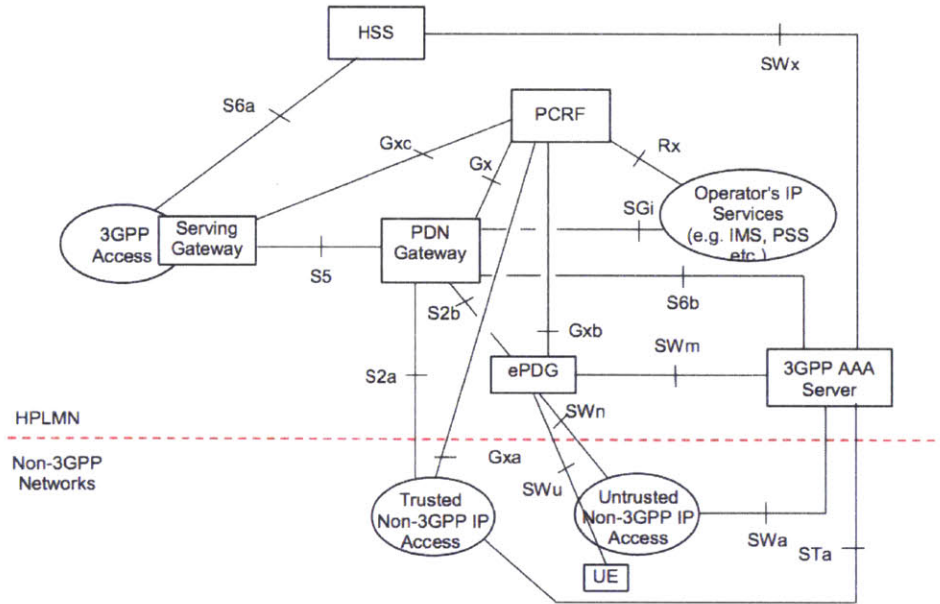 HSS
SWx
S6a
PCRF
Gxc
Gx
Rx
Operator's IP
Services
(e.g. IMS, PSS
etc.)
SGi
3GPP
Access
Serving
Gateway
PDN
Gateway
S5
S6b
S2b
Gxb
SWm
S2a
ePDG
3GPP AAA
Server
SWn
HPLMN
Non-3GPP
Networks
Gxa
SWu
Trusted
Non-3GPP IP
Access
Untrusted
Non-3GPP IP
Access
SWa
STa
UE